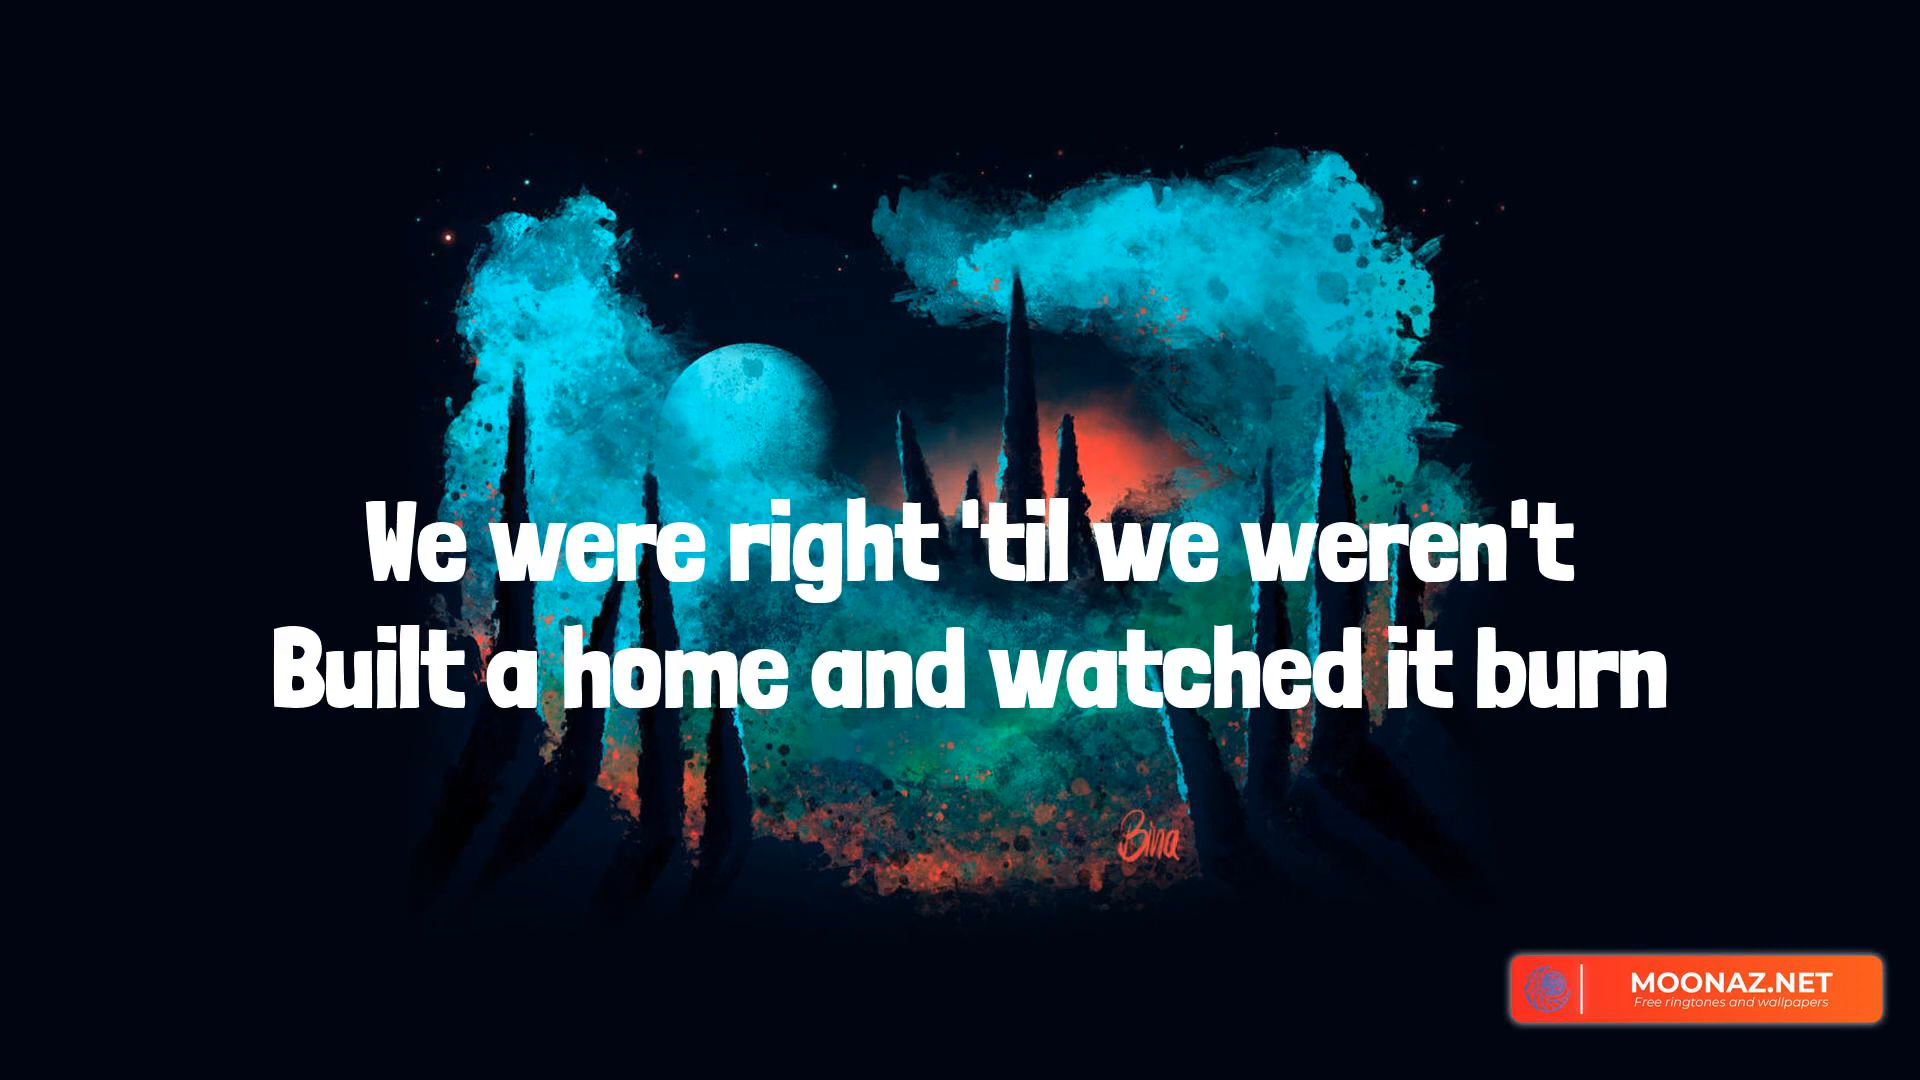 We were right 'til we weren't
Built a home and watched it burn
Bina
MOONAZ.NET
Free ringtones and wallpapers